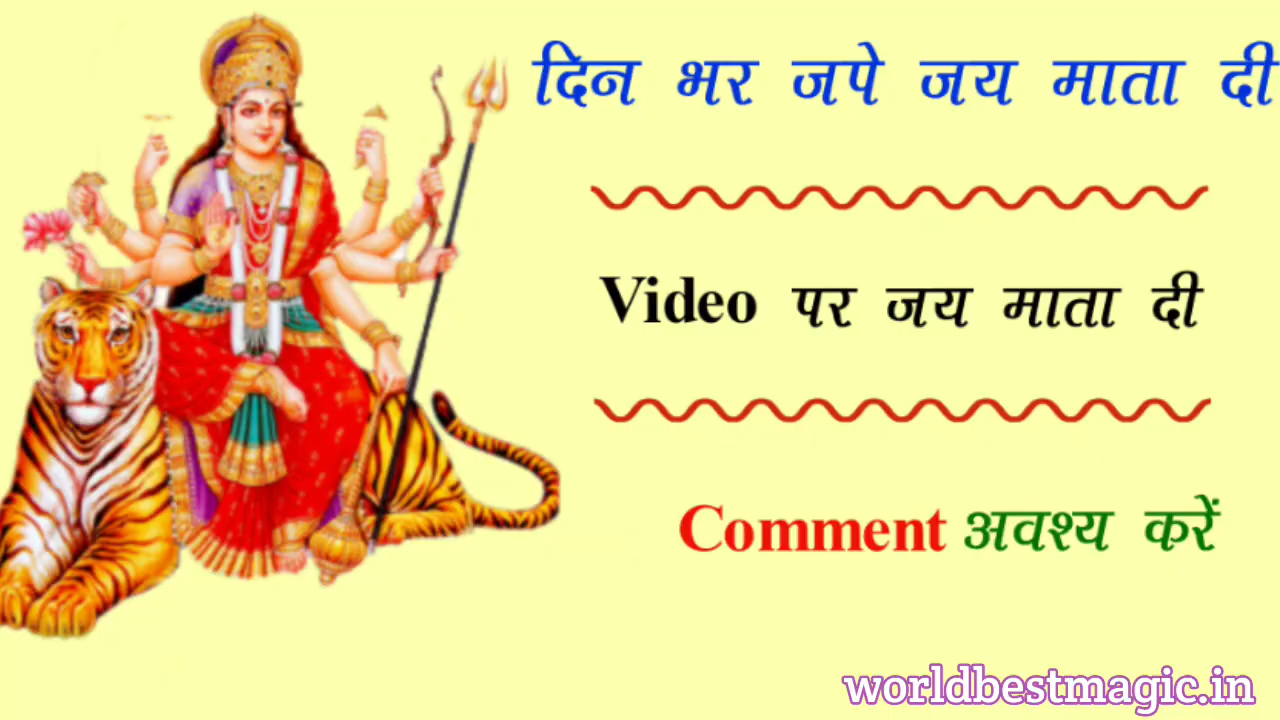 दिन भर जपे जय माता दी
Video पर जय माता दी
Comment अवश्य करें
worldbestmagic.in